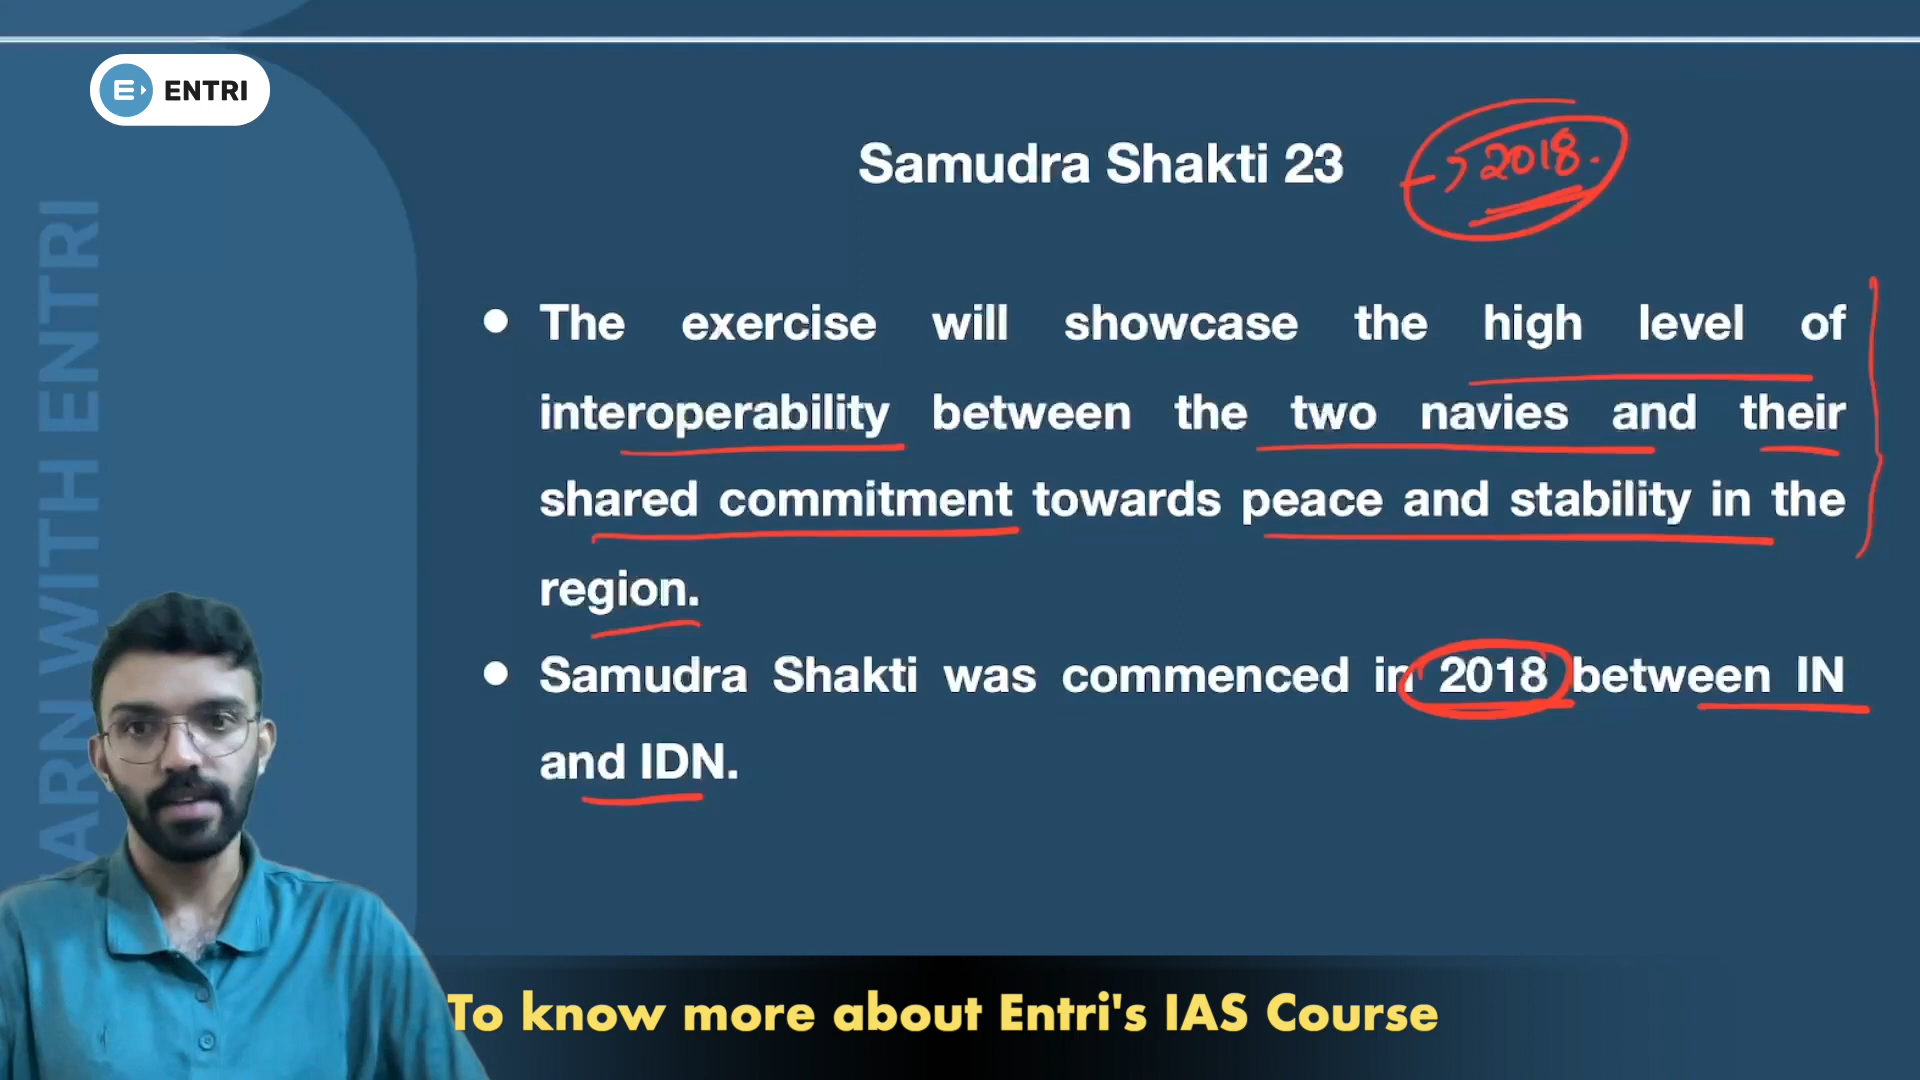 ENTRI
Samudra Shakti 23
→ 2018.
The exercise will showcase the high level of
interoperability between the two navies and their
shared commitment towards peace and stability in the
region.
Samudra Shakti was commenced in 2018 between IN
and IDN.
ARN WITH ENTRI
To know more about Entri's IAS Course